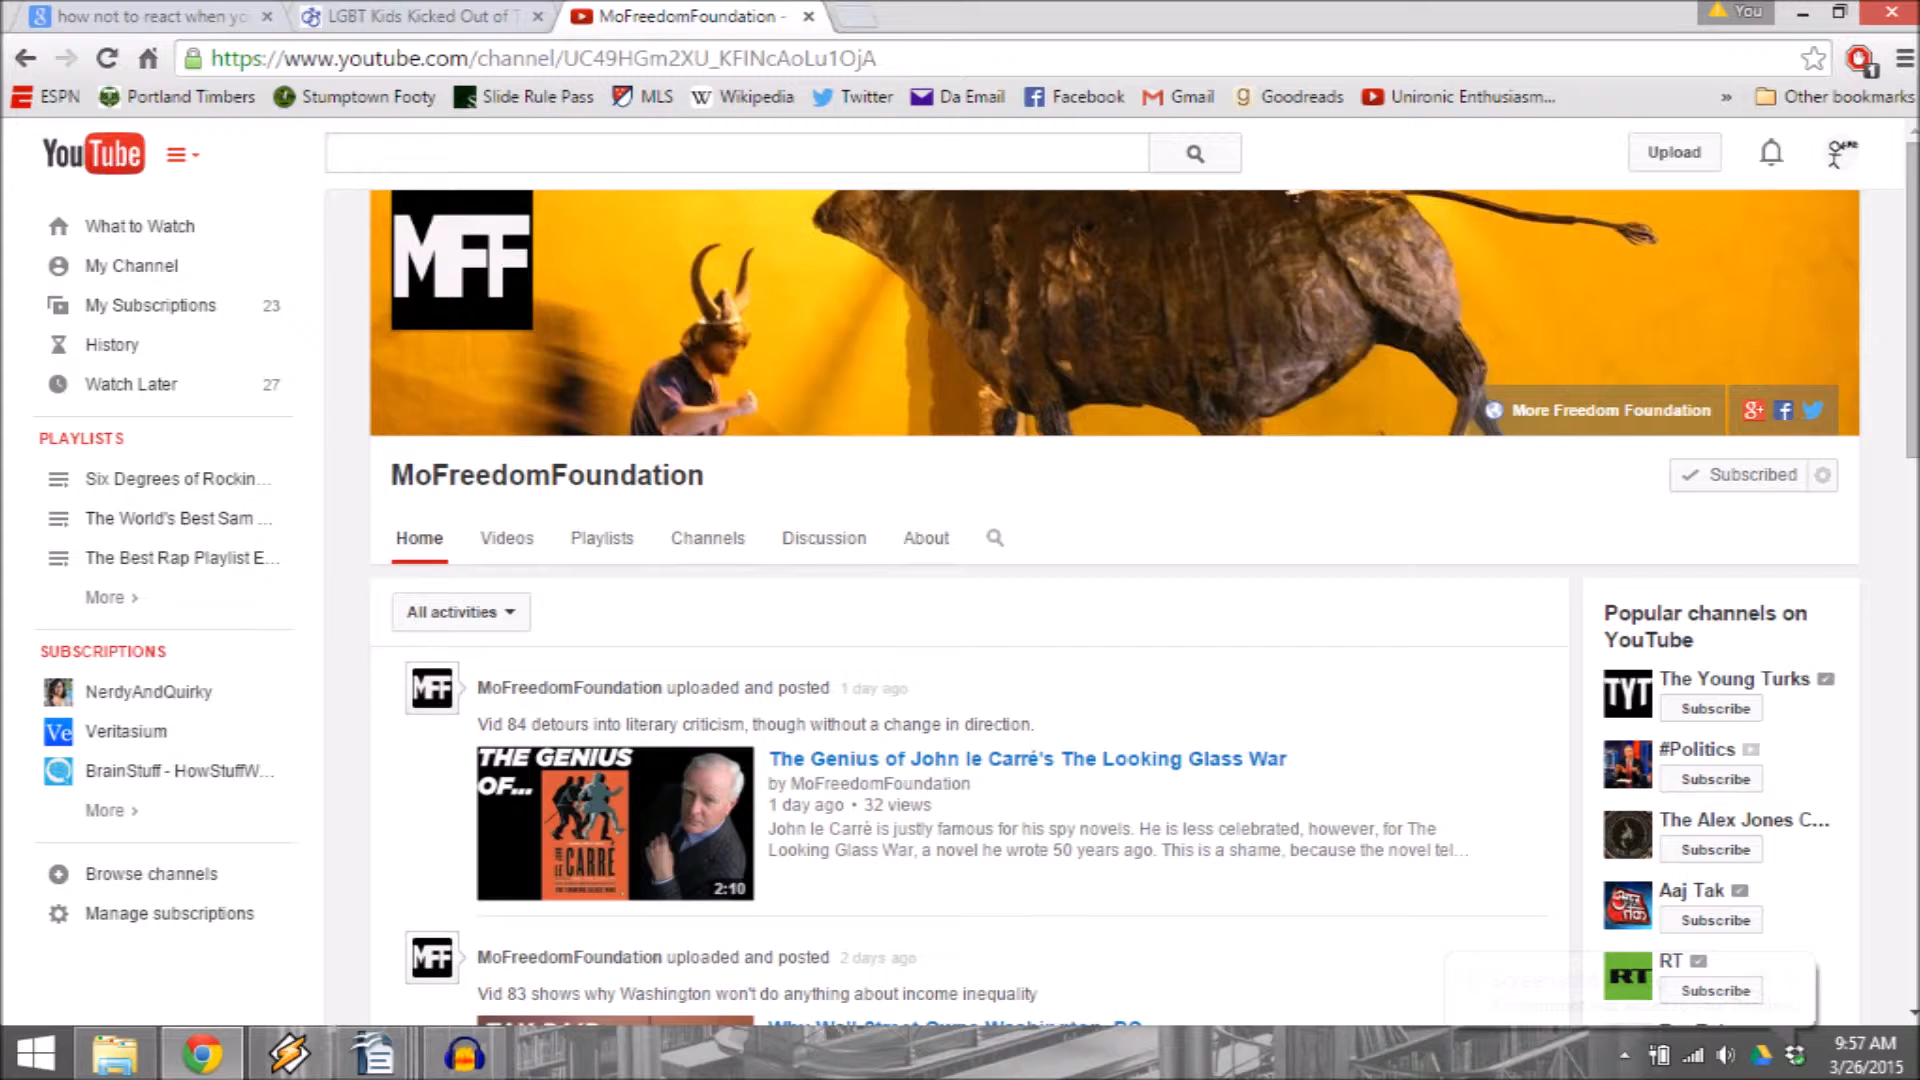 how not to react when yo
LGBT Kids Kicked Out of T
MoFreedomFoundation -
You
https://www.youtube.com/channel/UC49HGm2XU_KFINcAoLu1OjA
1
ESPN
Portland Timbers
Stumptown Footy
Slide Rule Pass
MLS
Wikipedia
Twitter
Da Email
Facebook
Gmail
Goodreads
Unironic Enthusiasm...
»
Other bookmarks
YouTube
Upload
What to Watch
My Channel
My Subscriptions 23
History
Watch Later 27
PLAYLISTS
Six Degrees of Rockin...
The World's Best Sam ...
The Best Rap Playlist E...
More >
SUBSCRIPTIONS
NerdyAndQuirky
Ve Veritasium
BrainStuff - HowStuffW...
More >
Browse channels
Manage subscriptions
MFF
More Freedom Foundation
g+ f
MoFreedomFoundation
Subscribed
Home Videos Playlists Channels Discussion About
All activities
MFF
MoFreedomFoundation uploaded and posted 1 day ago
Vid 84 detours into literary criticism, though without a change in direction.
THE GENIUS
OF...
JOHN
LE
CARRÉ
2:10
The Genius of John le Carré's The Looking Glass War
by MoFreedomFoundation
1 day ago • 32 views
John le Carré is justly famous for his spy novels. He is less celebrated, however, for The
Looking Glass War, a novel he wrote 50 years ago. This is a shame, because the novel tel...
MFF
MoFreedomFoundation uploaded and posted 2 days ago
Vid 83 shows why Washington won't do anything about income inequality
Popular channels on
YouTube
TYT
The Young Turks
Subscribe
#Politics
Subscribe
The Alex Jones C...
Subscribe
Aaj Tak
Subscribe
RT
RT
Subscribe
9:57 AM
3/26/2015